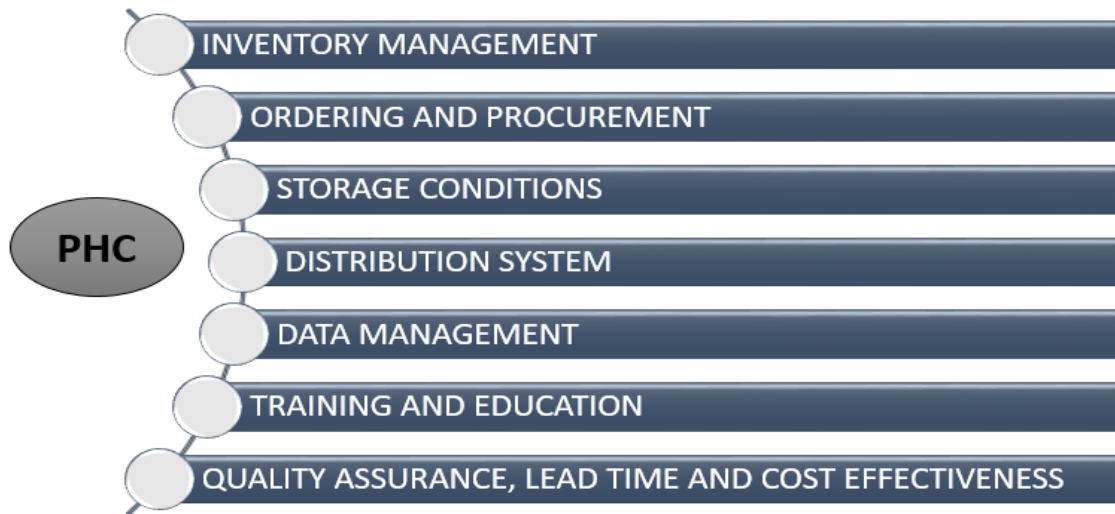 INVENTORY MANAGEMENT
ORDERING AND PROCUREMENT
STORAGE CONDITIONS
PHC
DISTRIBUTION SYSTEM
DATA MANAGEMENT
TRAINING AND EDUCATION
QUALITY ASSURANCE, LEAD TIME AND COST EFFECTIVENESS